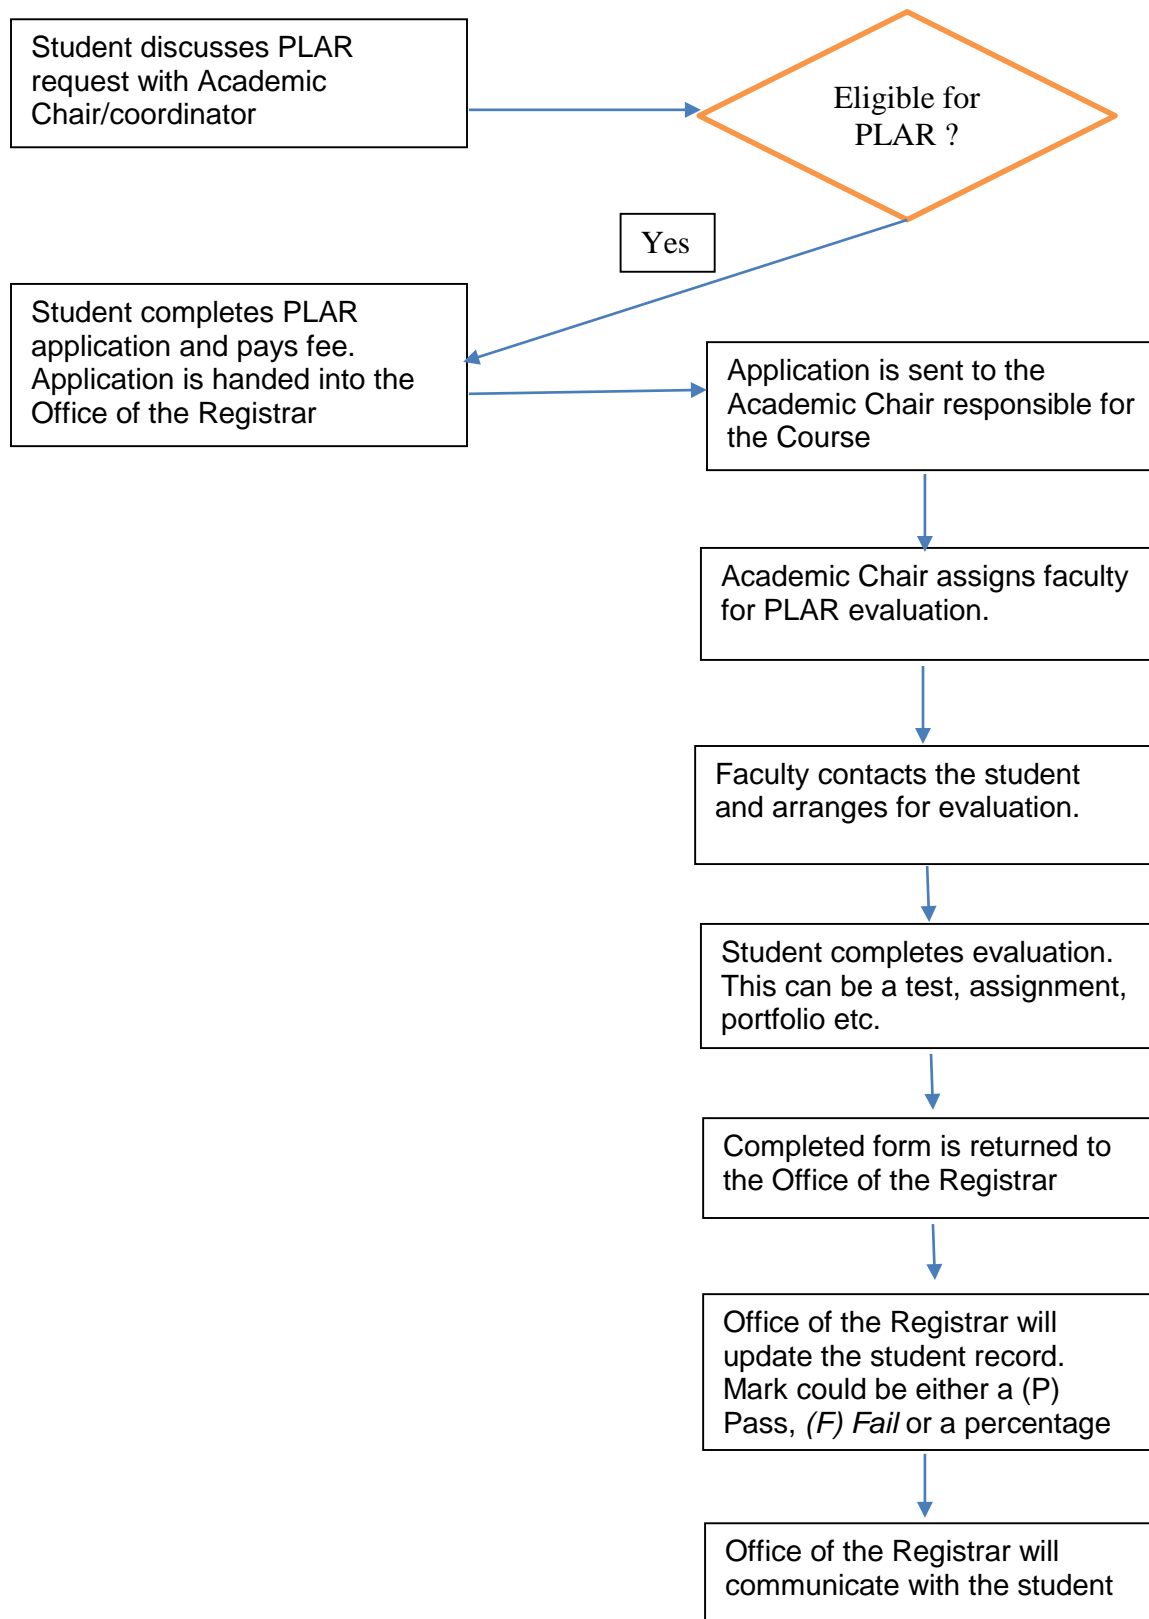 Student discusses PLAR
request with Academic
Chair/coordinator
Eligible for
PLAR ?
Yes
Student completes PLAR
application and pays fee.
Application is handed into the
Office of the Registrar
Application is sent to the
Academic Chair responsible for
the Course
Academic Chair assigns faculty
for PLAR evaluation.
Faculty contacts the student
and arranges for evaluation.
Student completes evaluation.
This can be a test, assignment,
portfolio etc.
Completed form is returned to
the Office of the Registrar
Office of the Registrar will
update the student record.
Mark could be either a (P)
Pass, (F) Fail or a percentage
Office of the Registrar will
communicate with the student